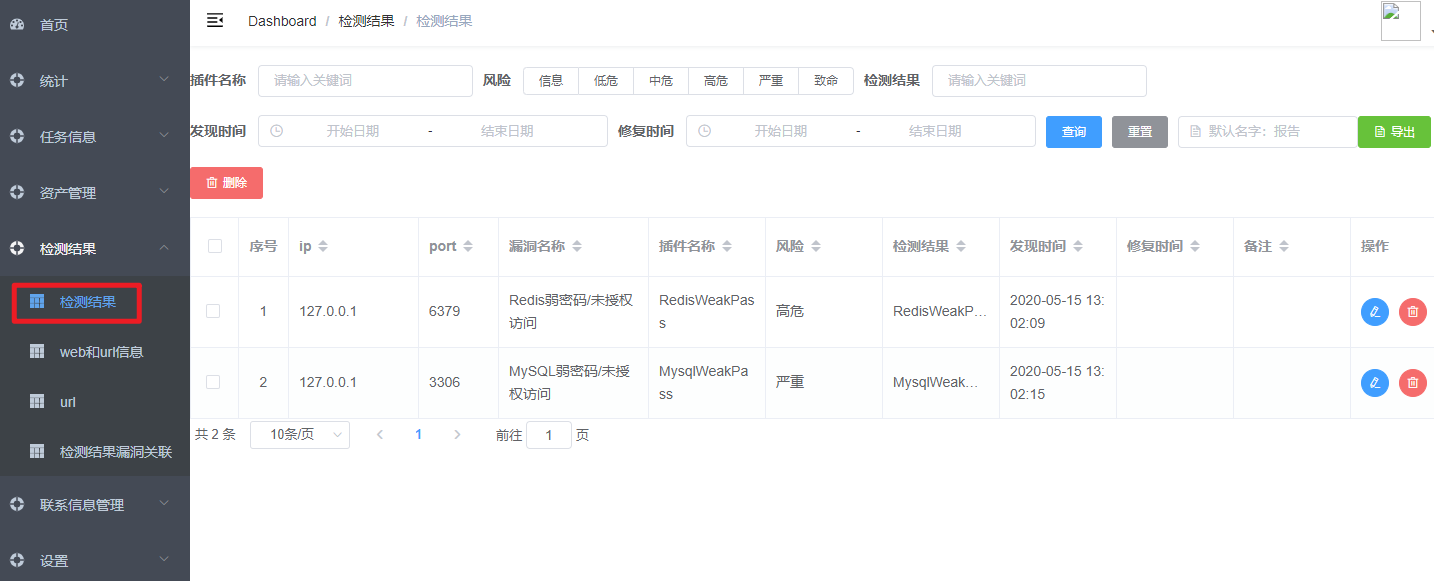 首页
统计
任务信息
资产管理
检测结果
检测结果
web和url信息
url
检测结果漏洞关联
联系信息管理
设置
Dashboard / 检测结果 / 检测结果
插件名称 请输入关键词 风险 信息 低危 中危 高危 严重 致命 检测结果 请输入关键词
发现时间 开始日期 - 结束日期 修复时间 开始日期 - 结束日期 查询 重置 默认名字：报告 导出
删除
序号 ip port 漏洞名称 插件名称 风险 检测结果 发现时间 修复时间 备注 操作
1 127.0.0.1 6379 Redis弱密码/未授权 RedisWeakPas 高危 RedisWeakP... 2020-05-15 13:
访问 s 02:09
2 127.0.0.1 3306 MySQL弱密码/未授 MysqlWeakPa 严重 MysqlWeak... 2020-05-15 13:
权访问 ss 02:15
共 2 条 10条/页 1 前往 1 页